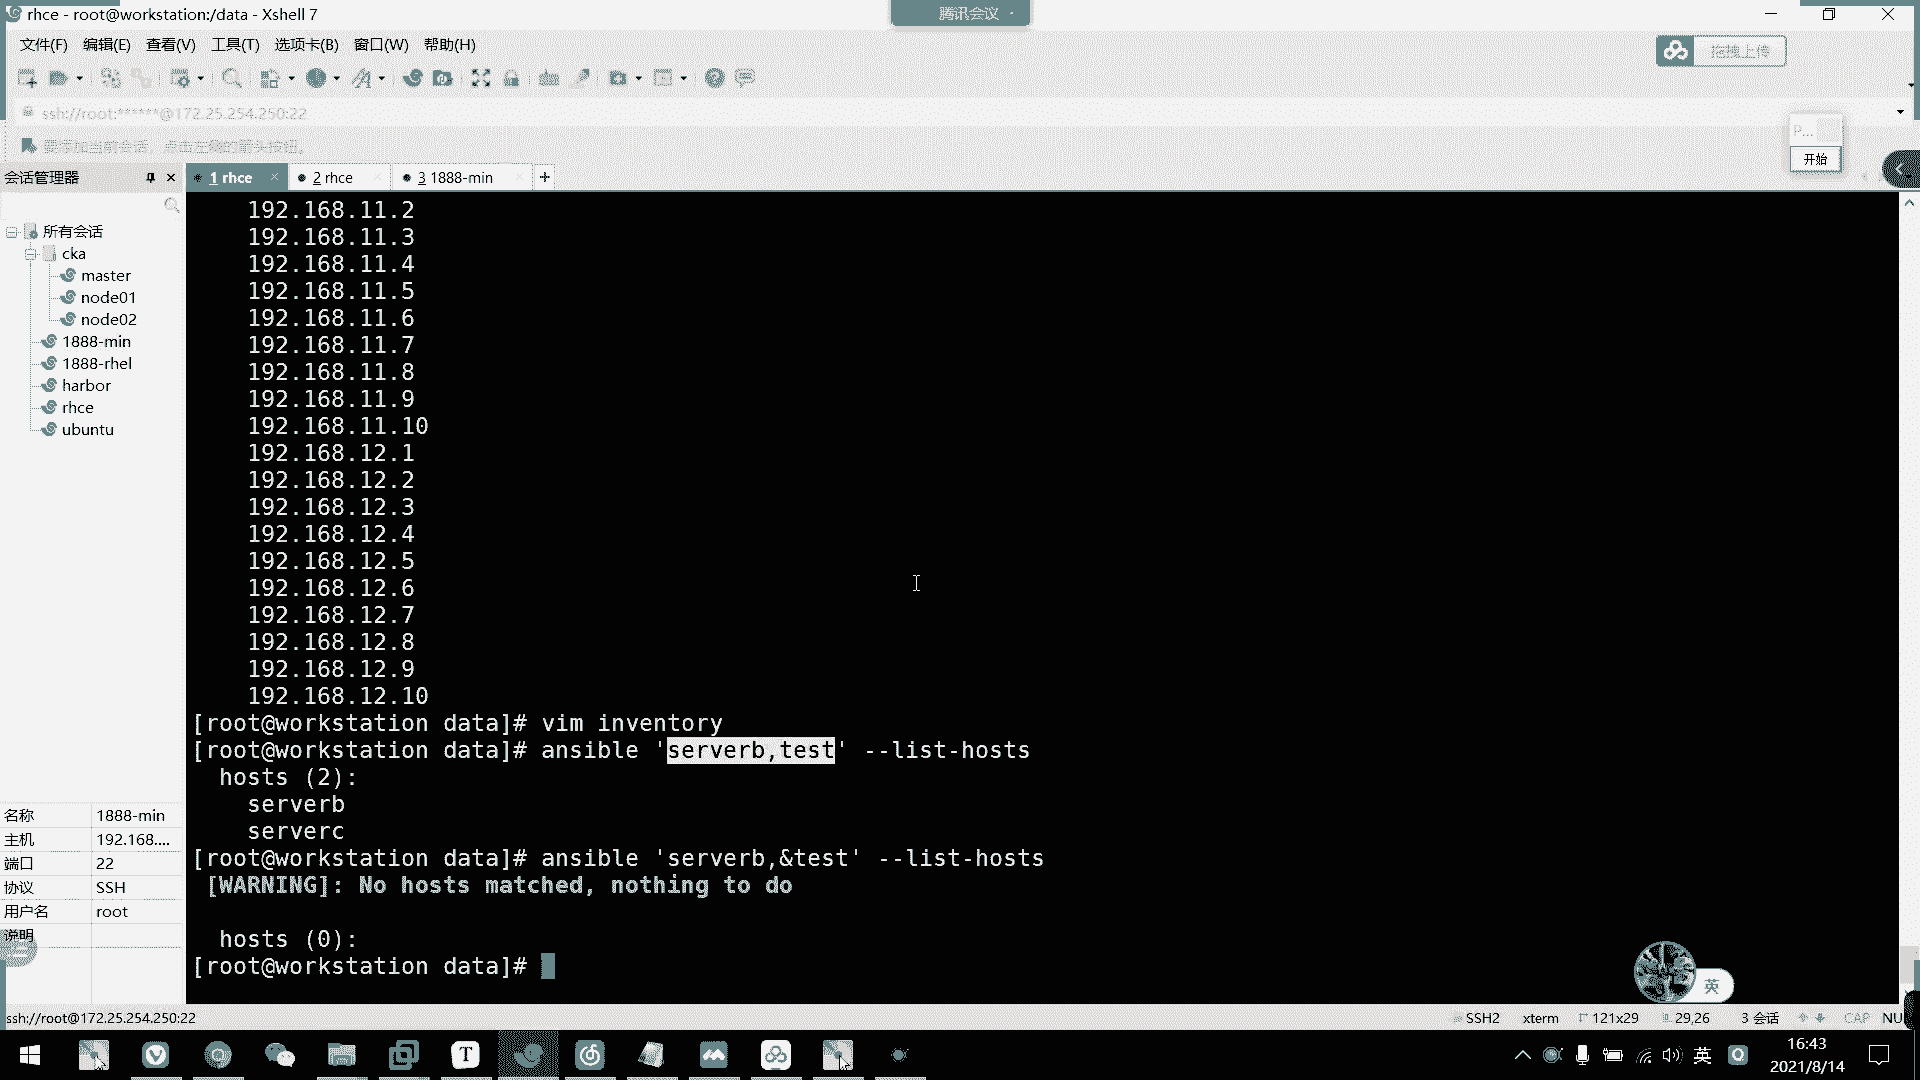 rhce - root@workstation:/data - Xshell 7
腾讯会议
文件(F) 编辑(E) 查看(V) 工具(T) 选项卡(B) 窗口(W) 帮助(H)
拖拽上传
ssh://root:******@172.25.254.250:22
要添加当前会话，点击左侧的箭头按钮。
P...
开始
会话管理器
1 rhce
2 rhce
3 1888-min
所有会话
cka
master
node01
node02
1888-min
1888-rhel
harbor
rhce
ubuntu
名称 1888-min
主机 192.168....
端口 22
协议 SSH
用户名 root
说明
192.168.11.2
192.168.11.3
192.168.11.4
192.168.11.5
192.168.11.6
192.168.11.7
192.168.11.8
192.168.11.9
192.168.11.10
192.168.12.1
192.168.12.2
192.168.12.3
192.168.12.4
192.168.12.5
192.168.12.6
192.168.12.7
192.168.12.8
192.168.12.9
192.168.12.10
[root@workstation data]# vim inventory
[root@workstation data]# ansible 'serverb,test' --list-hosts
hosts (2):
serverb
serverc
[root@workstation data]# ansible 'serverb,&test' --list-hosts
[WARNING]: No hosts matched, nothing to do
hosts (0):
[root@workstation data]#
英
ssh://root@172.25.254.250:22
SSH2 xterm 121x29 29,26 3 会话 CAP NU
T
英
16:43
2021/8/14